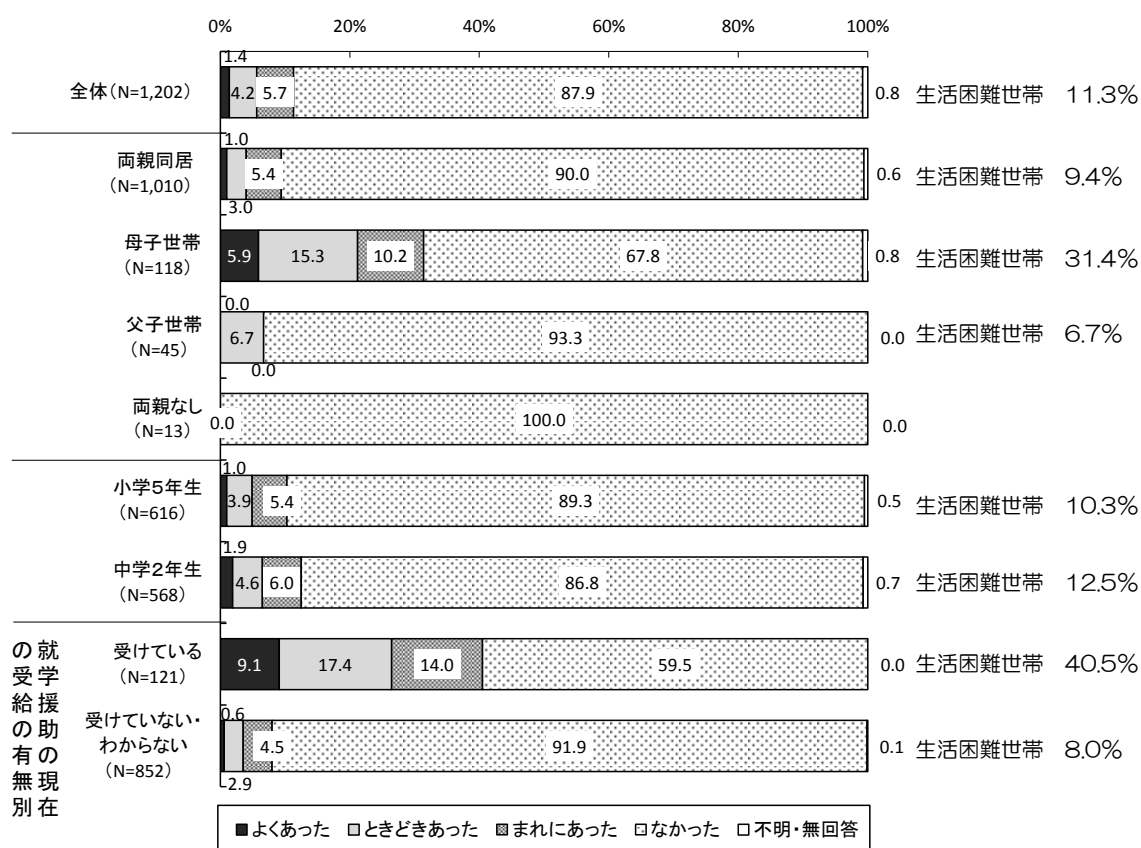 0% 20% 40% 60% 80% 100%
1.4
全体(N=1,202) 4.2 5.7 87.9 0.8 生活困難世帯 11.3%
1.0
両親同居
(N=1,010)
5.4 90.0 0.6 生活困難世帯 9.4%
3.0
母子世帯
(N=118)
5.9 15.3 10.2 67.8 0.8 生活困難世帯 31.4%
0.0
父子世帯
(N=45)
6.7 93.3 0.0 生活困難世帯 6.7%
0.0
両親なし
(N=13)
0.0 100.0 0.0
1.0
小学5年生
(N=616)
3.9 5.4 89.3 0.5 生活困難世帯 10.3%
1.9
中学2年生
(N=568)
4.6 6.0 86.8 0.7 生活困難世帯 12.5%
就学援助の現在
の受給の有無別
受けている
(N=121)
9.1 17.4 14.0 59.5 0.0 生活困難世帯 40.5%
0.6
受けていない・
わからない
(N=852)
4.5 91.9 0.1 生活困難世帯 8.0%
2.9
よくあった ときどきあった まれにあった なかった 不明・無回答